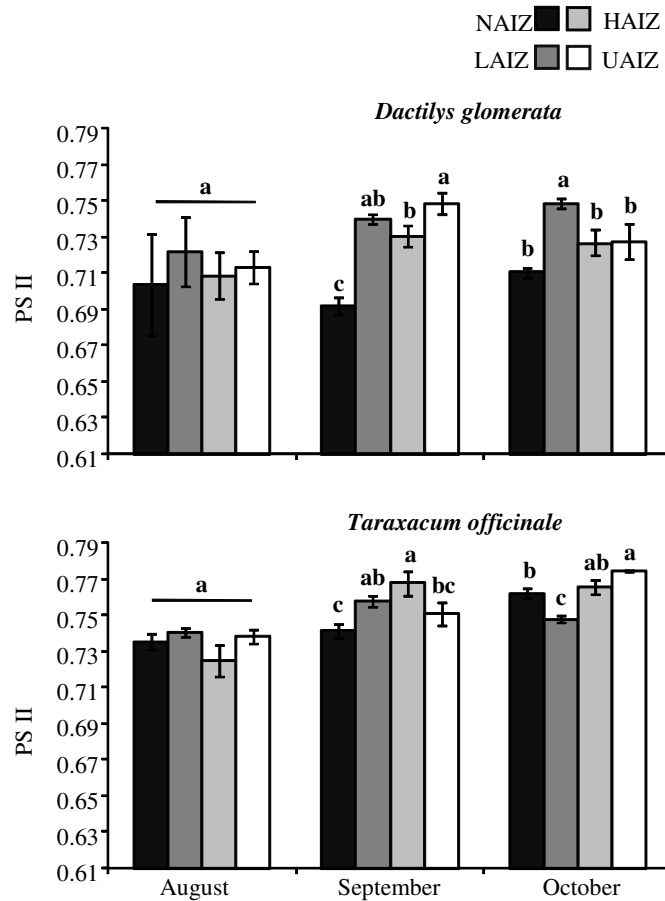 NAIZ HAIZ
LAIZ UAIZ
Dactilys glomerata
PS II
0.79
0.77
0.75
0.73
0.71
0.69
0.67
0.65
0.63
0.61
a
c ab b a
b a b b
Taraxacum officinale
PS II
0.79
0.77
0.75
0.73
0.71
0.69
0.67
0.65
0.63
0.61
a
c ab a bc
b c ab a
August September October